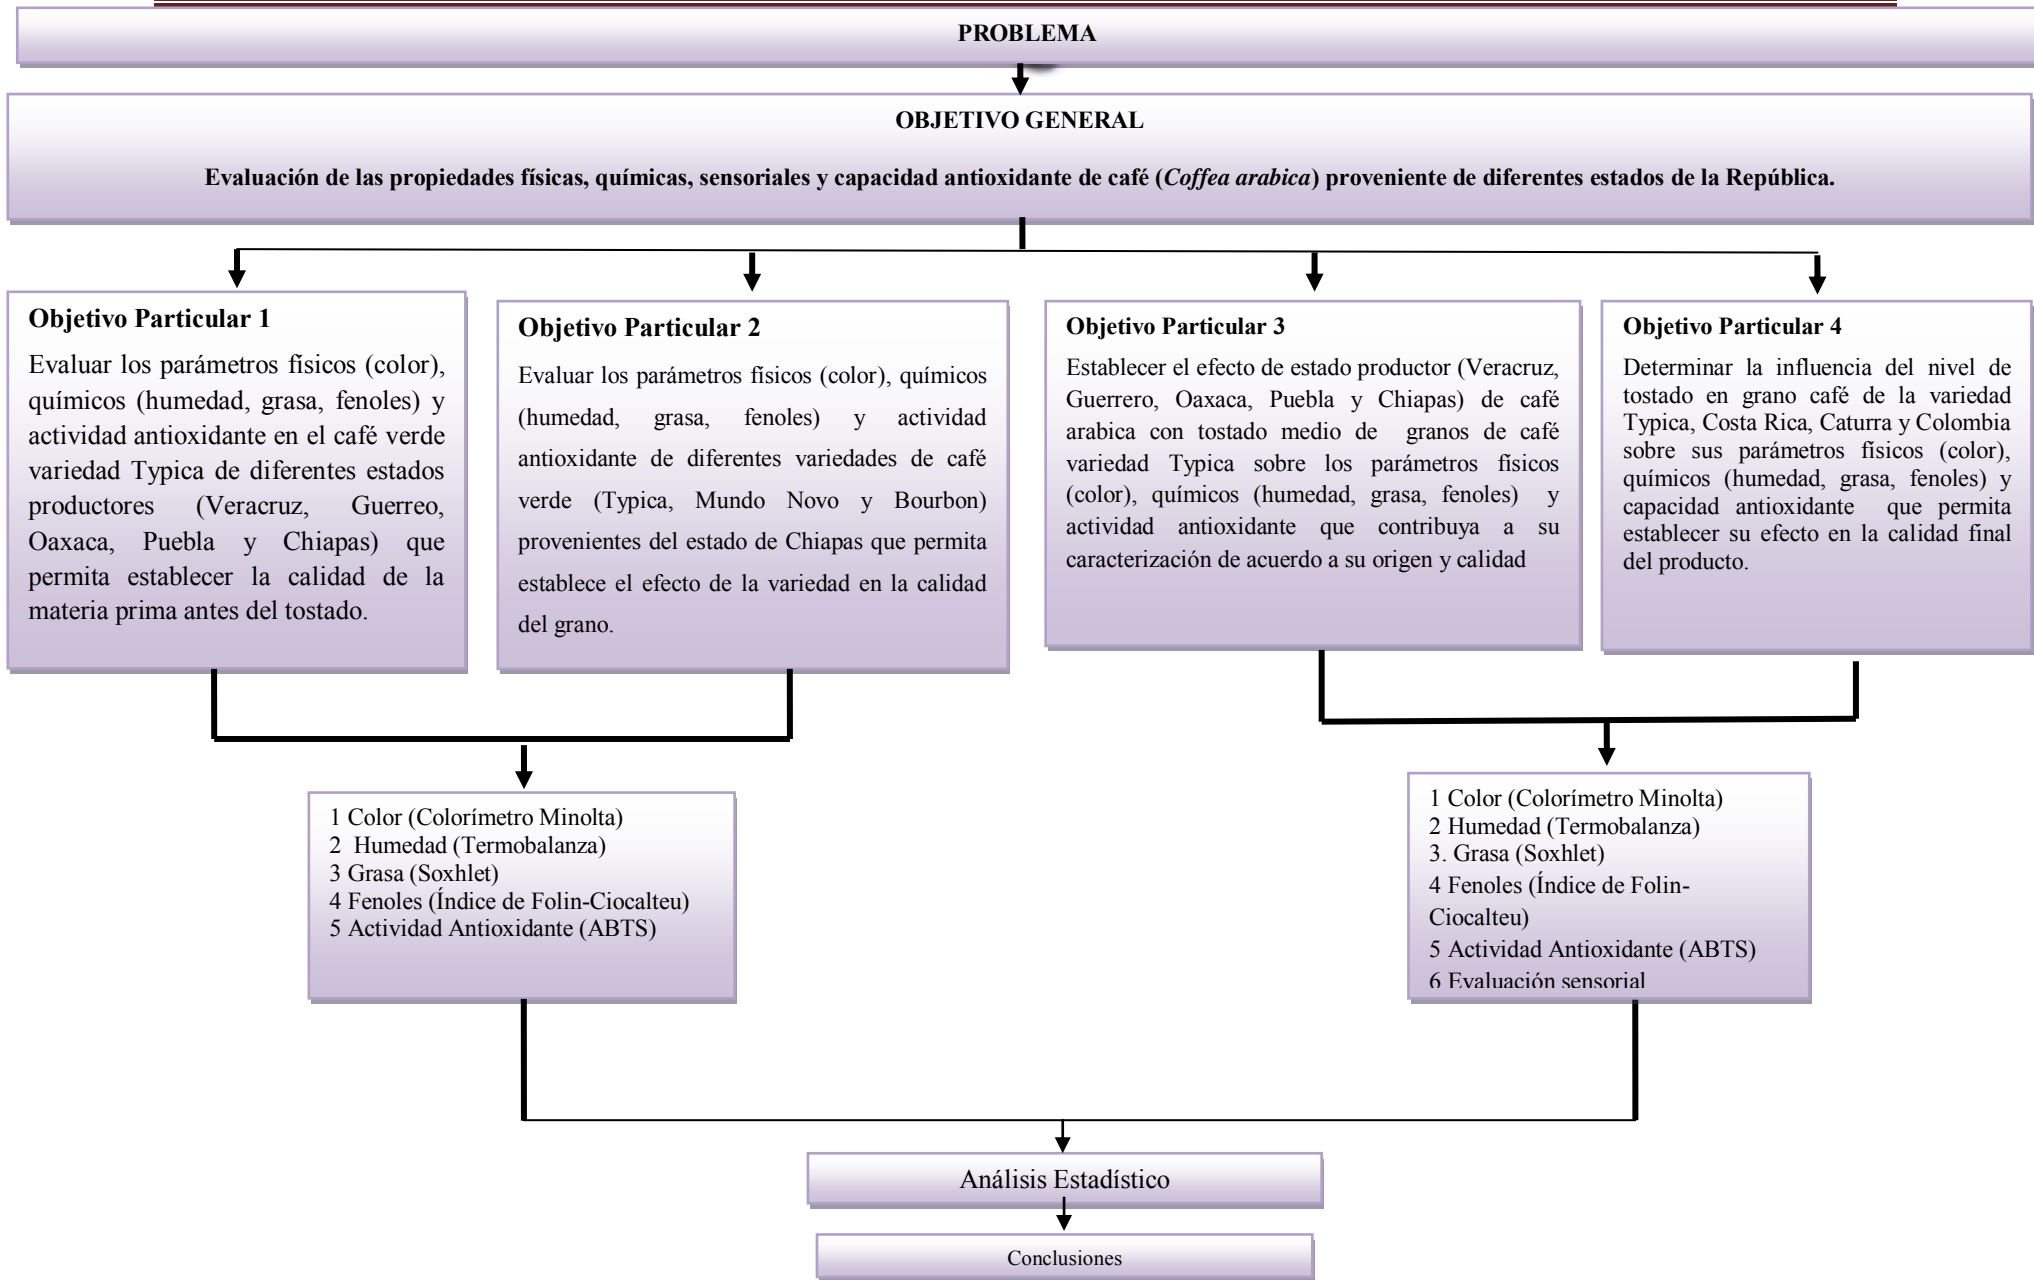 PROBLEMA
OBJETIVO GENERAL
Evaluación de las propiedades físicas, químicas, sensoriales y capacidad antioxidante de café (Coffea arabica) proveniente de diferentes estados de la República.
Objetivo Particular 1
Evaluar los parámetros físicos (color),
químicos (humedad, grasa, fenoles) y
actividad antioxidante en el café verde
variedad Typica de diferentes estados
productores (Veracruz, Guerreo,
Oaxaca, Puebla y Chiapas) que
permita establecer la calidad de la
materia prima antes del tostado.
Objetivo Particular 2
Evaluar los parámetros físicos (color), químicos
(humedad, grasa, fenoles) y actividad
antioxidante de diferentes variedades de café
verde (Typica, Mundo Novo y Bourbon)
provenientes del estado de Chiapas que permita
establece el efecto de la variedad en la calidad
del grano.
Objetivo Particular 3
Establecer el efecto de estado productor (Veracruz,
Guerrero, Oaxaca, Puebla y Chiapas) de café
arabica con tostado medio de granos de café
variedad Typica sobre los parámetros físicos
(color), químicos (humedad, grasa, fenoles) y
actividad antioxidante que contribuya a su
caracterización de acuerdo a su origen y calidad
Objetivo Particular 4
Determinar la influencia del nivel de
tostado en grano café de la variedad
Typica, Costa Rica, Caturra y Colombia
sobre sus parámetros físicos (color),
químicos (humedad, grasa, fenoles) y
capacidad antioxidante que permita
establecer su efecto en la calidad final
del producto.
1 Color (Colorímetro Minolta)
2 Humedad (Termobalanza)
3 Grasa (Soxhlet)
4 Fenoles (Índice de Folin-Ciocalteu)
5 Actividad Antioxidante (ABTS)
1 Color (Colorímetro Minolta)
2 Humedad (Termobalanza)
3. Grasa (Soxhlet)
4 Fenoles (Índice de Folin-
Ciocalteu)
5 Actividad Antioxidante (ABTS)
6 Evaluación sensorial
Análisis Estadístico
Conclusiones